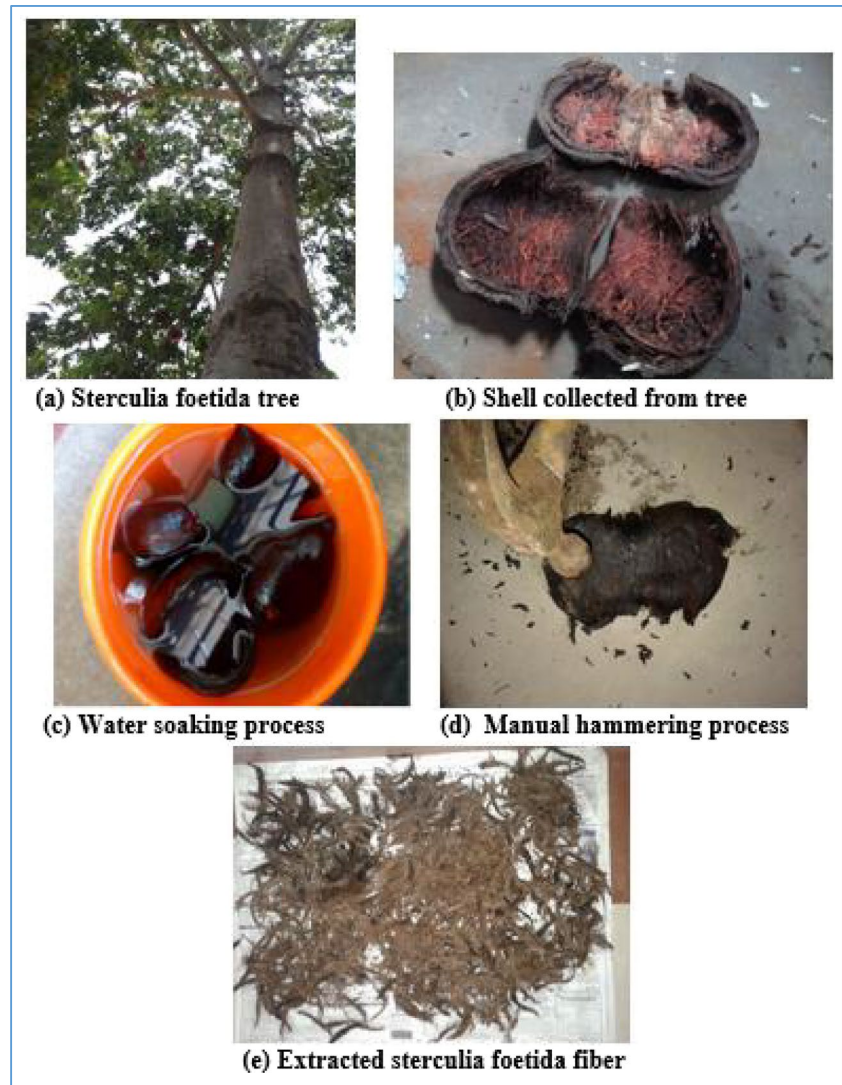 (a) Sterculia foetida tree
(b) Shell collected from tree
(c) Water soaking process
(d) Manual hammering process
(e) Extracted sterculia foetida fiber